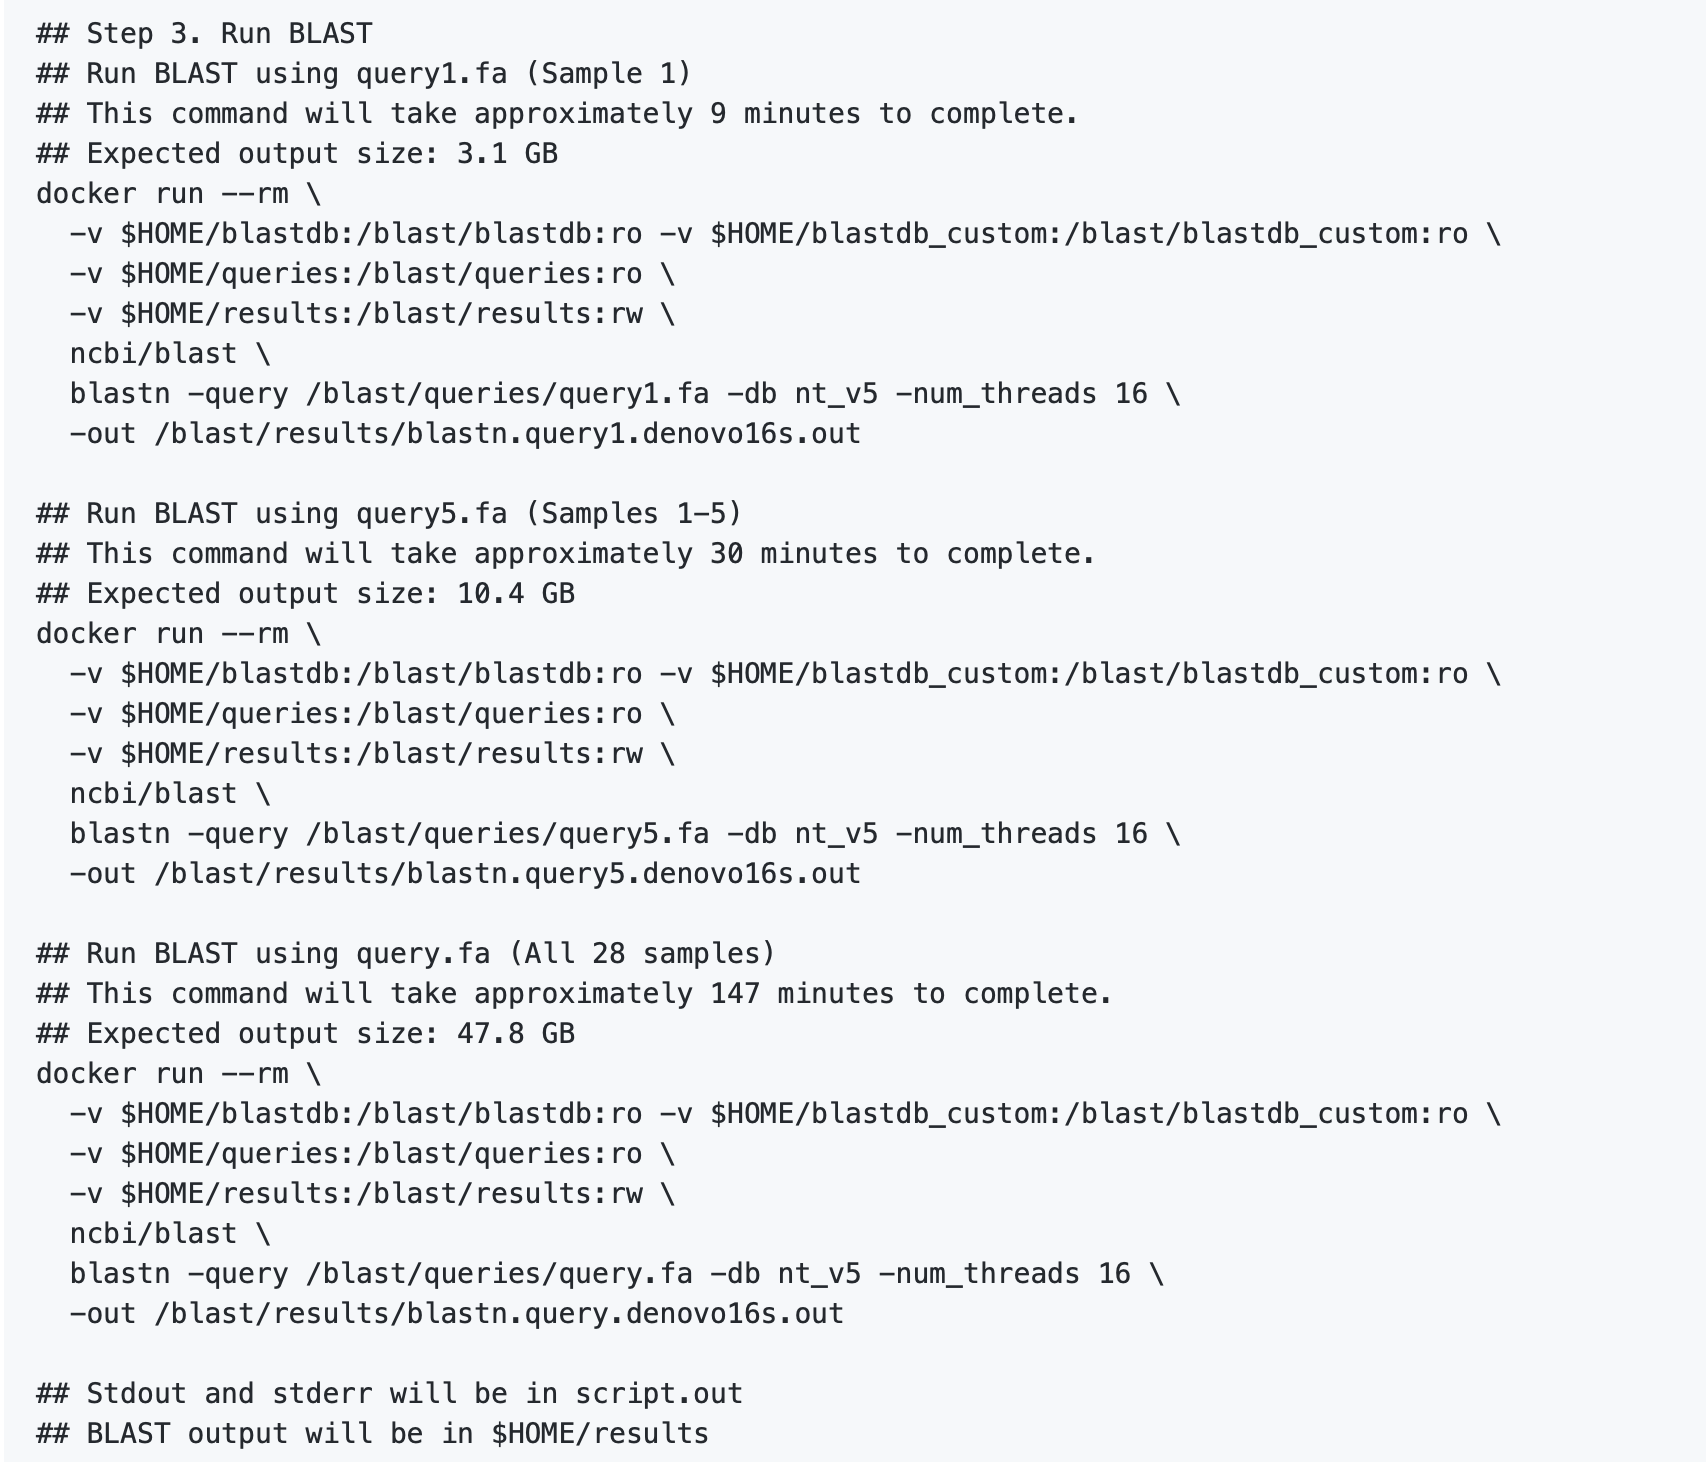 ## Step 3. Run BLAST
## Run BLAST using query1.fa (Sample 1)
## This command will take approximately 9 minutes to complete.
## Expected output size: 3.1 GB
docker run --rm \
  -v $HOME/blastdb:/blast/blastdb:ro -v $HOME/blastdb_custom:/blast/blastdb_custom:ro \
  -v $HOME/queries:/blast/queries:ro \
  -v $HOME/results:/blast/results:rw \
  ncbi/blast \
  blastn -query /blast/queries/query1.fa -db nt_v5 -num_threads 16 \
  -out /blast/results/blastn.query1.denovo16s.out

## Run BLAST using query5.fa (Samples 1-5)
## This command will take approximately 30 minutes to complete.
## Expected output size: 10.4 GB
docker run --rm \
  -v $HOME/blastdb:/blast/blastdb:ro -v $HOME/blastdb_custom:/blast/blastdb_custom:ro \
  -v $HOME/queries:/blast/queries:ro \
  -v $HOME/results:/blast/results:rw \
  ncbi/blast \
  blastn -query /blast/queries/query5.fa -db nt_v5 -num_threads 16 \
  -out /blast/results/blastn.query5.denovo16s.out

## Run BLAST using query.fa (All 28 samples)
## This command will take approximately 147 minutes to complete.
## Expected output size: 47.8 GB
docker run --rm \
  -v $HOME/blastdb:/blast/blastdb:ro -v $HOME/blastdb_custom:/blast/blastdb_custom:ro \
  -v $HOME/queries:/blast/queries:ro \
  -v $HOME/results:/blast/results:rw \
  ncbi/blast \
  blastn -query /blast/queries/query.fa -db nt_v5 -num_threads 16 \
  -out /blast/results/blastn.query.denovo16s.out

## Stdout and stderr will be in script.out
## BLAST output will be in $HOME/results